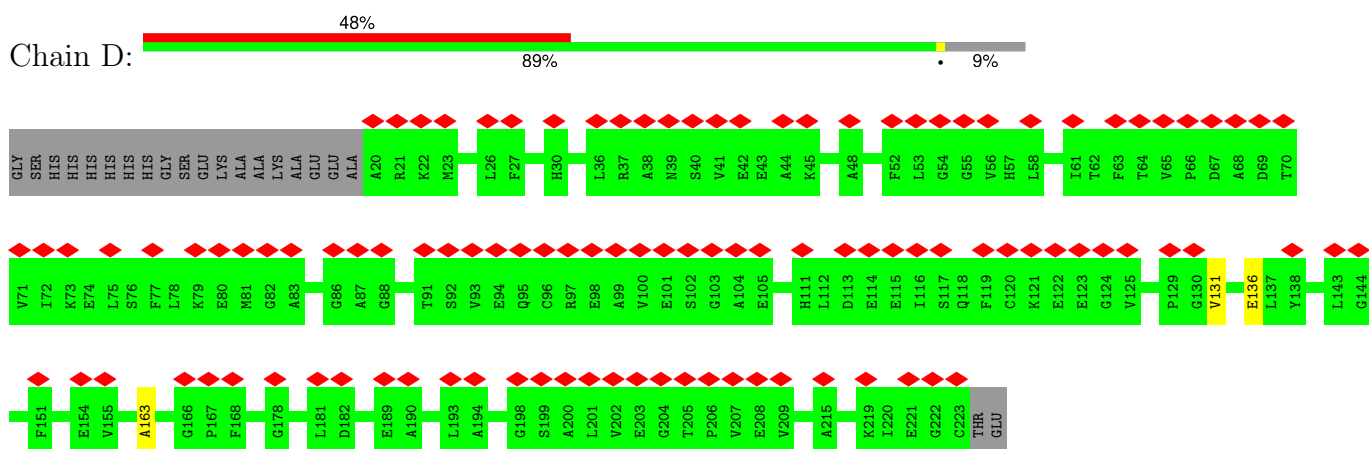 48%
Chain D:
89%
•
9%
GLY SER HIS HIS HIS HIS HIS HIS GLY SER GLU LYS ALA ALA LYS ALA GLU GLU ALA A20 R21 K22 M23 L26 F27 H30 L36 R37 A38 N39 S40 V41 E42 E43 A44 K45 A48 F52 L53 G54 G55 V56 H57 L58 I61 T62 F63 T64 V65 P66 D67 A68 D69 T70
V71 I72 K73 E74 L75 S76 F77 L78 K79 E80 M81 G82 A83 G86 A87 G88 T91 S92 V93 E94 Q95 C96 R97 E98 A99 V100 E101 S102 G103 A104 E105 H111 L112 D113 E114 E115 I116 S117 Q118 F119 C120 K121 E122 E123 G124 V125 P129 G130 V131 E136 L137 Y138 L143 G144
F151 E154 V155 A163 G166 P167 F168 G178 L181 D182 E189 A190 L193 A194 G198 S199 A200 L201 V202 E203 G204 T205 P206 V207 E208 V209 A215 K219 I220 E221 G222 C223 THR GLU